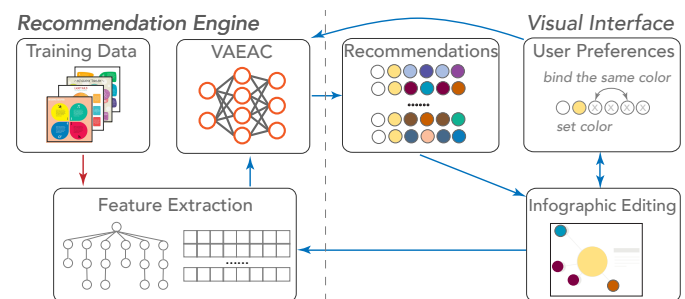 Recommendation Engine
Visual Interface
Training Data
VAEAC
Recommendations
User Preferences
bind the same color
X X X X
set color
......
Feature Extraction
Infographic Editing
......